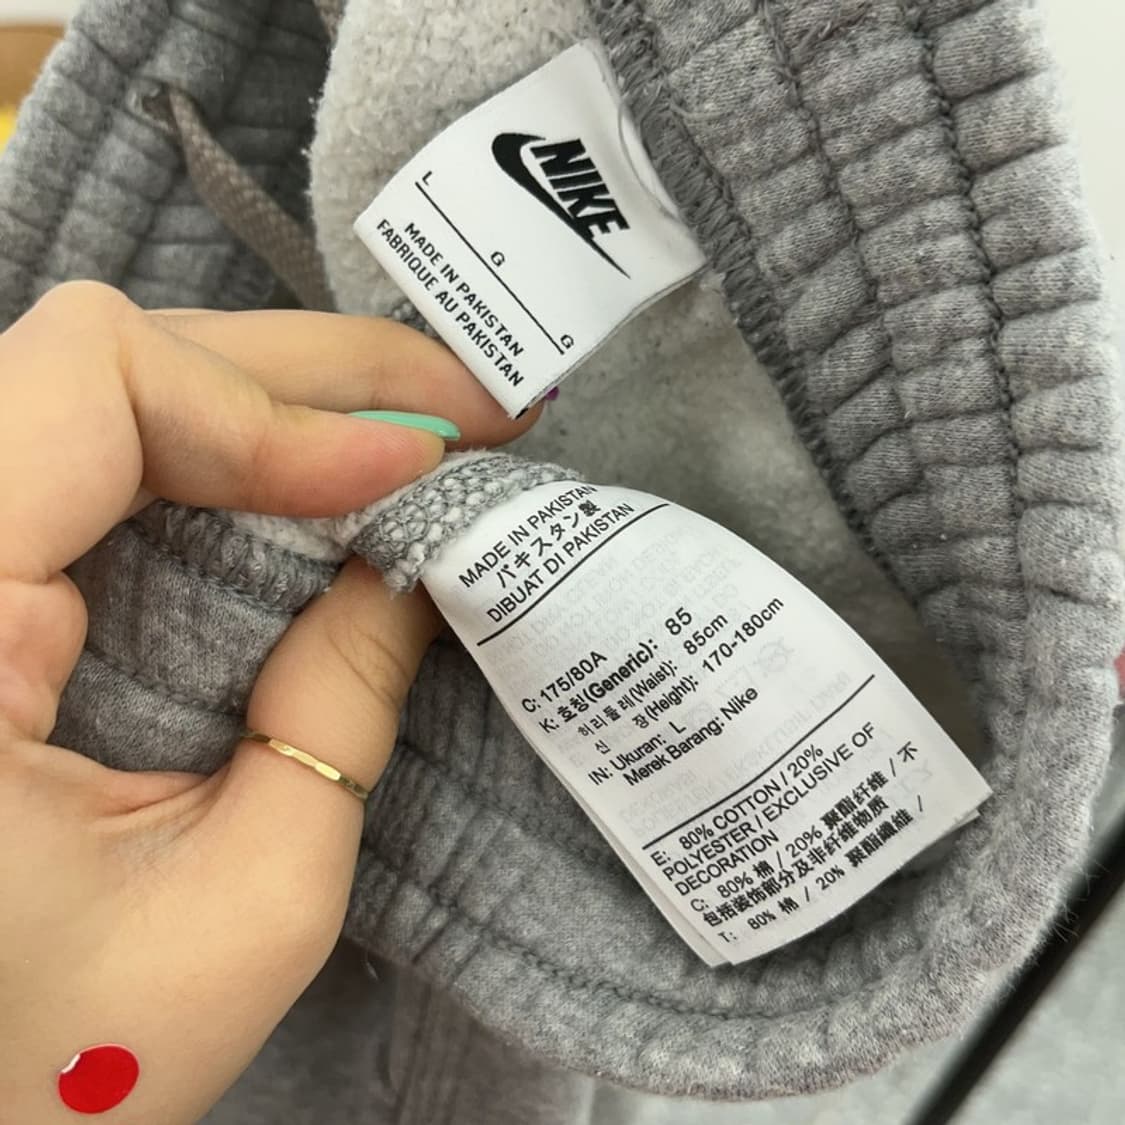 NIKE
L
G
G
MADE IN PAKISTAN
FABRIQUE AU PAKISTAN
MADE IN PAKISTAN
パキスタン製
DIBUAT DI PAKISTAN
C: 175/80A
K: 호칭(Generic): 85
허리둘레(Waist): 85cm
신 장(Height): 170-180cm
IN: Ukuran: L
Merek Barang: Nike
E: 80% COTTON / 20%
POLYESTER / EXCLUSIVE OF
DECORATION
C: 80% 棉 / 20% 聚酯纤维 / 不
包括装饰部分及非纤维物质
T: 80% 棉 / 20% 聚酯纖維 /